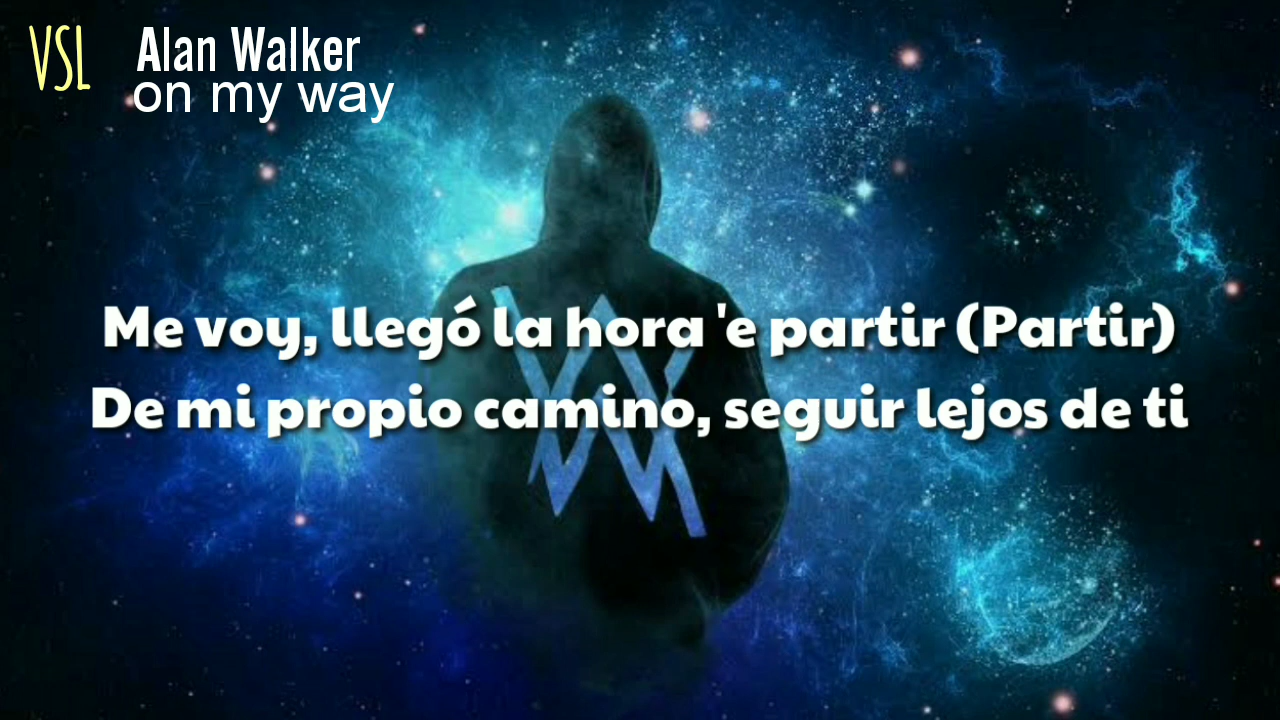 VSL
Alan Walker
on my way
Me voy, llegó la hora 'e partir (Partir)
De mi propio camino, seguir lejos de ti